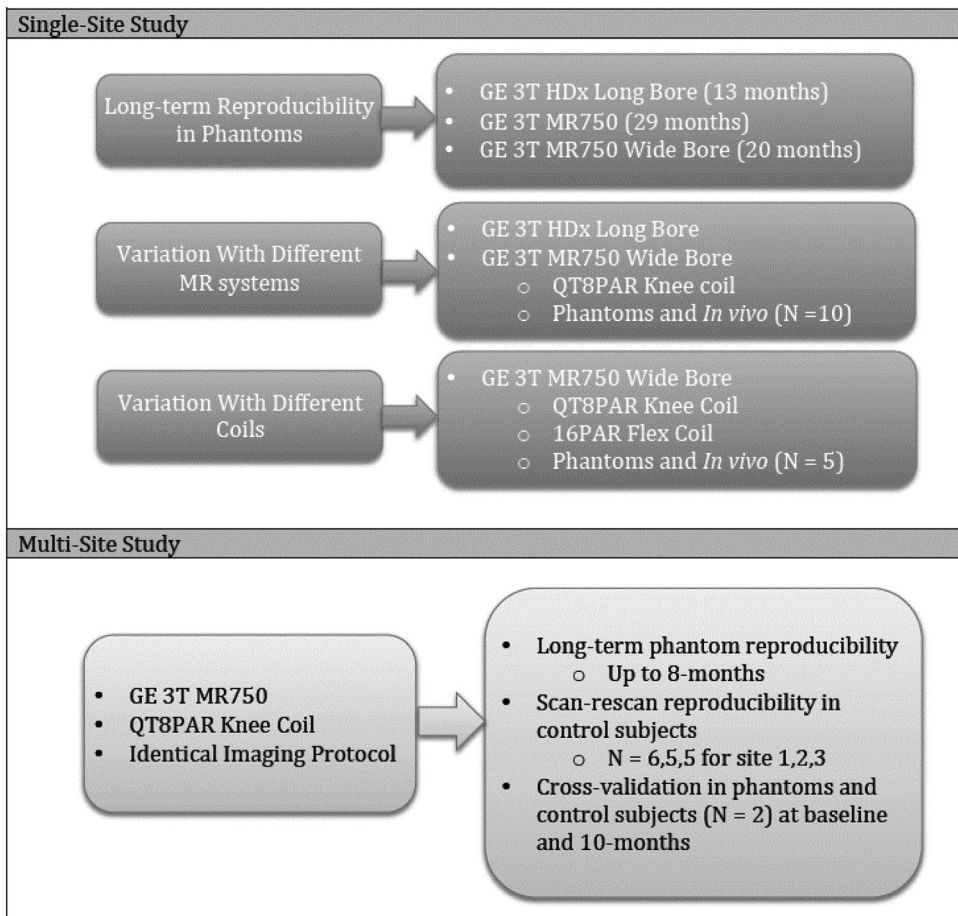 Single-Site Study
Long-term Reproducibility
in Phantoms
• GE 3T HDx Long Bore (13 months)
• GE 3T MR750 (29 months)
• GE 3T MR750 Wide Bore (20 months)
Variation With Different
MR systems
• GE 3T HDx Long Bore
• GE 3T MR750 Wide Bore
o QT8PAR Knee coil
o Phantoms and In vivo (N =10)
Variation With Different
Coils
• GE 3T MR750 Wide Bore
o QT8PAR Knee Coil
o 16PAR Flex Coil
o Phantoms and In vivo (N = 5)
Multi-Site Study
• GE 3T MR750
• QT8PAR Knee Coil
• Identical Imaging Protocol
• Long-term phantom reproducibility
o Up to 8-months
• Scan-rescan reproducibility in
control subjects
o N = 6,5,5 for site 1,2,3
• Cross-validation in phantoms and
control subjects (N = 2) at baseline
and 10-months